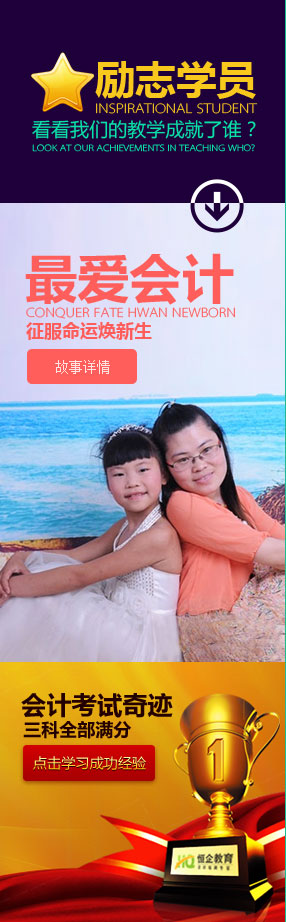 励志学员
INSPIRATIONAL STUDENT
看看我们的教学成就了谁？
LOOK AT OUR ACHIEVEMENTS IN TEACHING WHO?
最爱会计
CONQUER FATE HWAN NEWBORN
征服命运焕新生
故事详情
会计考试奇迹
三科全部满分
点击学习成功经验
1
HQ 恒企教育